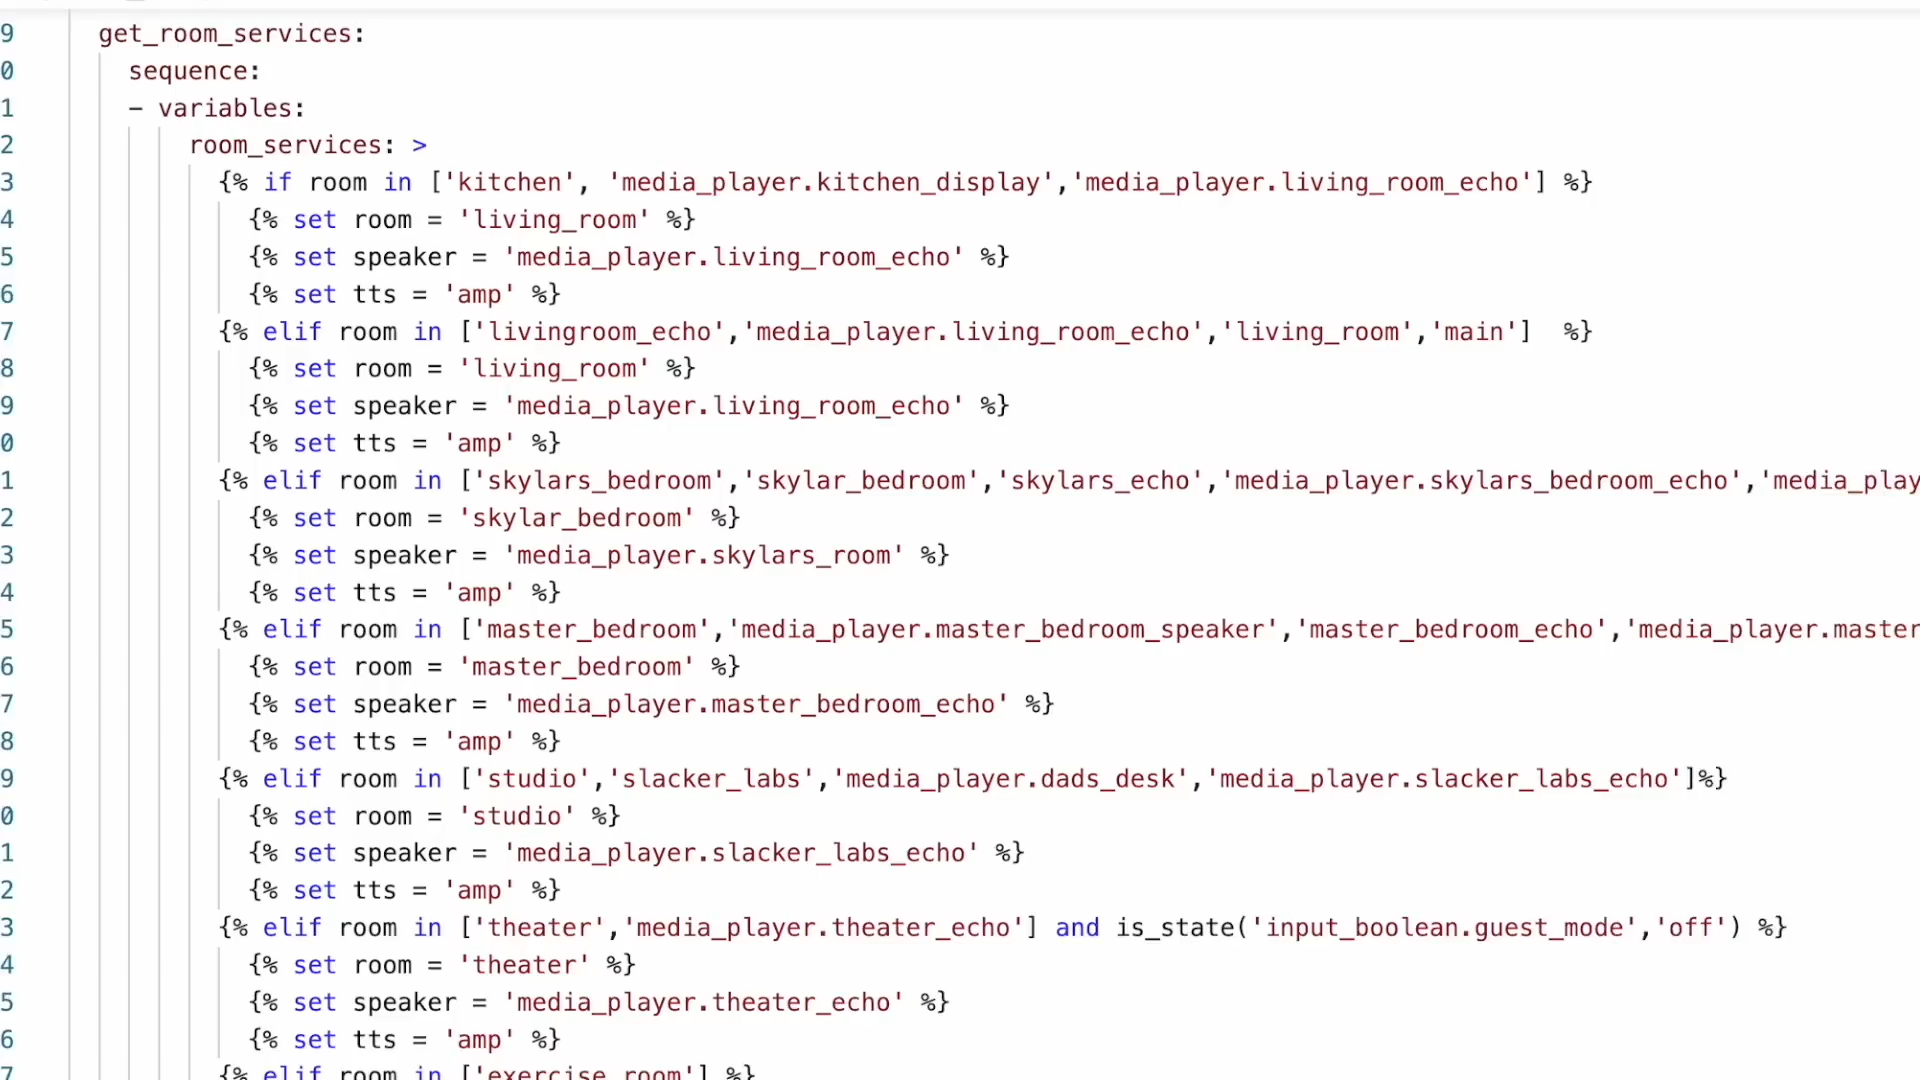 9 get_room_services:
0 sequence:
1 - variables:
2 room_services: >
3 {% if room in ['kitchen', 'media_player.kitchen_display','media_player.living_room_echo'] %}
4 {% set room = 'living_room' %}
5 {% set speaker = 'media_player.living_room_echo' %}
6 {% set tts = 'amp' %}
7 {% elif room in ['livingroom_echo','media_player.living_room_echo','living_room','main']  %}
8 {% set room = 'living_room' %}
9 {% set speaker = 'media_player.living_room_echo' %}
0 {% set tts = 'amp' %}
1 {% elif room in ['skylars_bedroom','skylar_bedroom','skylars_echo','media_player.skylars_bedroom_echo','media_play
2 {% set room = 'skylar_bedroom' %}
3 {% set speaker = 'media_player.skylars_room' %}
4 {% set tts = 'amp' %}
5 {% elif room in ['master_bedroom','media_player.master_bedroom_speaker','master_bedroom_echo','media_player.master
6 {% set room = 'master_bedroom' %}
7 {% set speaker = 'media_player.master_bedroom_echo' %}
8 {% set tts = 'amp' %}
9 {% elif room in ['studio','slacker_labs','media_player.dads_desk','media_player.slacker_labs_echo']%}
0 {% set room = 'studio' %}
1 {% set speaker = 'media_player.slacker_labs_echo' %}
2 {% set tts = 'amp' %}
3 {% elif room in ['theater','media_player.theater_echo'] and is_state('input_boolean.guest_mode','off') %}
4 {% set room = 'theater' %}
5 {% set speaker = 'media_player.theater_echo' %}
6 {% set tts = 'amp' %}
7 {% elif room in ['exercise_room'] %}